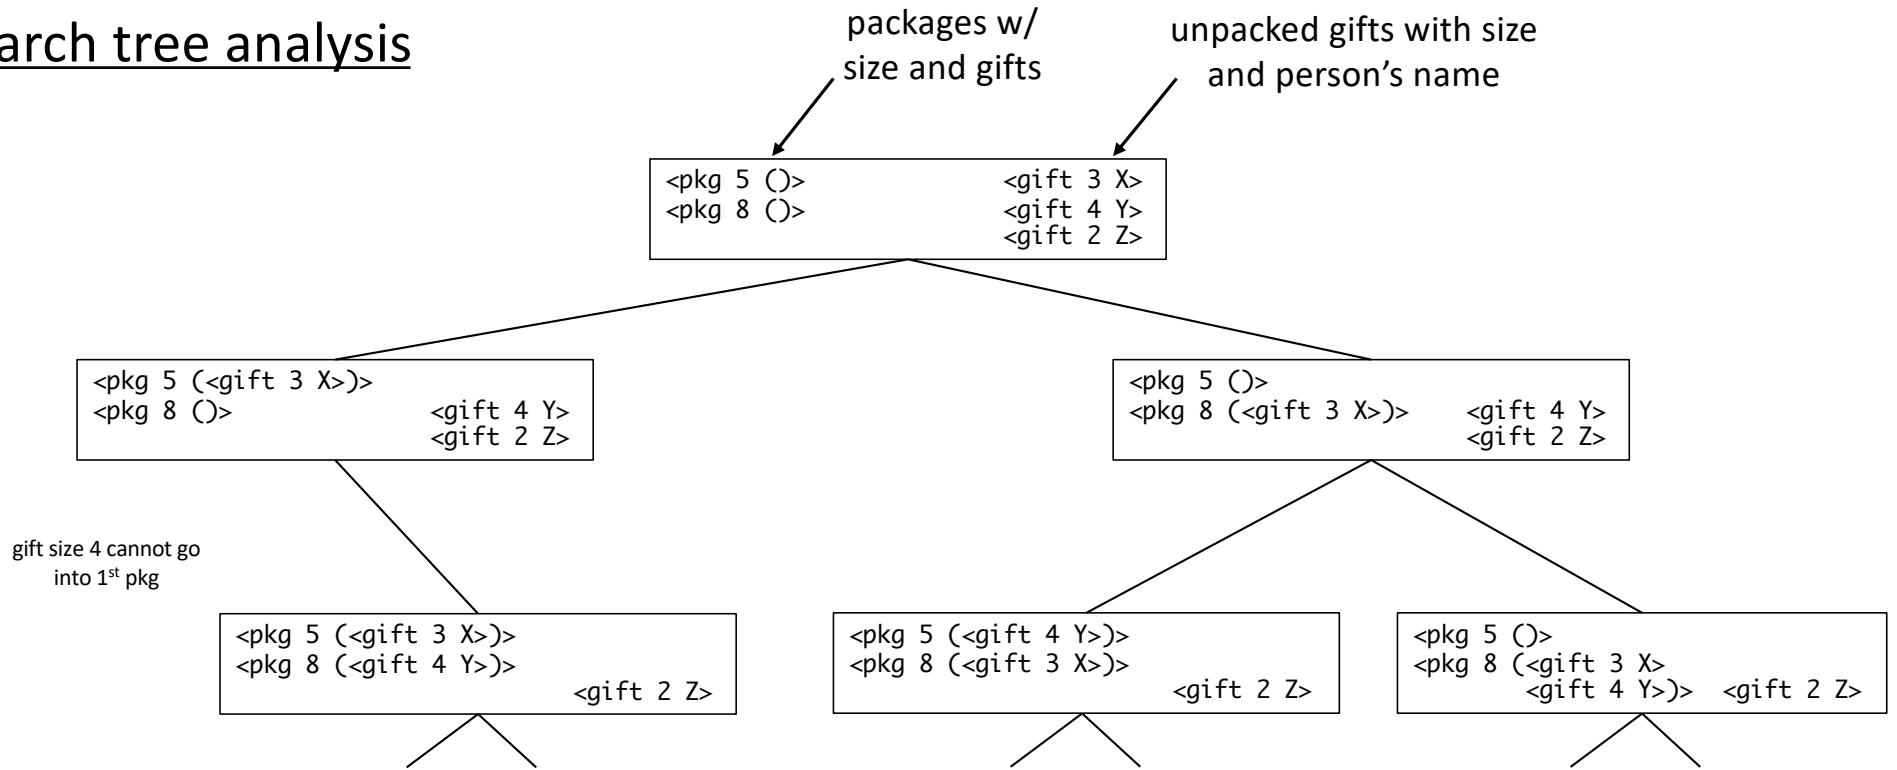 arch tree analysis
packages w/
size and gifts
unpacked gifts with size
and person's name
<pkg 5 ()> <gift 3 X>
<pkg 8 ()> <gift 4 Y>
<gift 2 Z>
<pkg 5 (<gift 3 X>)>
<pkg 8 ()> <gift 4 Y>
<gift 2 Z>
<pkg 5 ()>
<pkg 8 (<gift 3 X>)> <gift 4 Y>
<gift 2 Z>
gift size 4 cannot go
into 1st pkg
<pkg 5 (<gift 3 X>)>
<pkg 8 (<gift 4 Y>)>
<gift 2 Z>
<pkg 5 (<gift 4 Y>)>
<pkg 8 (<gift 3 X>)>
<gift 2 Z>
<pkg 5 ()>
<pkg 8 (<gift 3 X>
<gift 4 Y>)> <gift 2 Z>